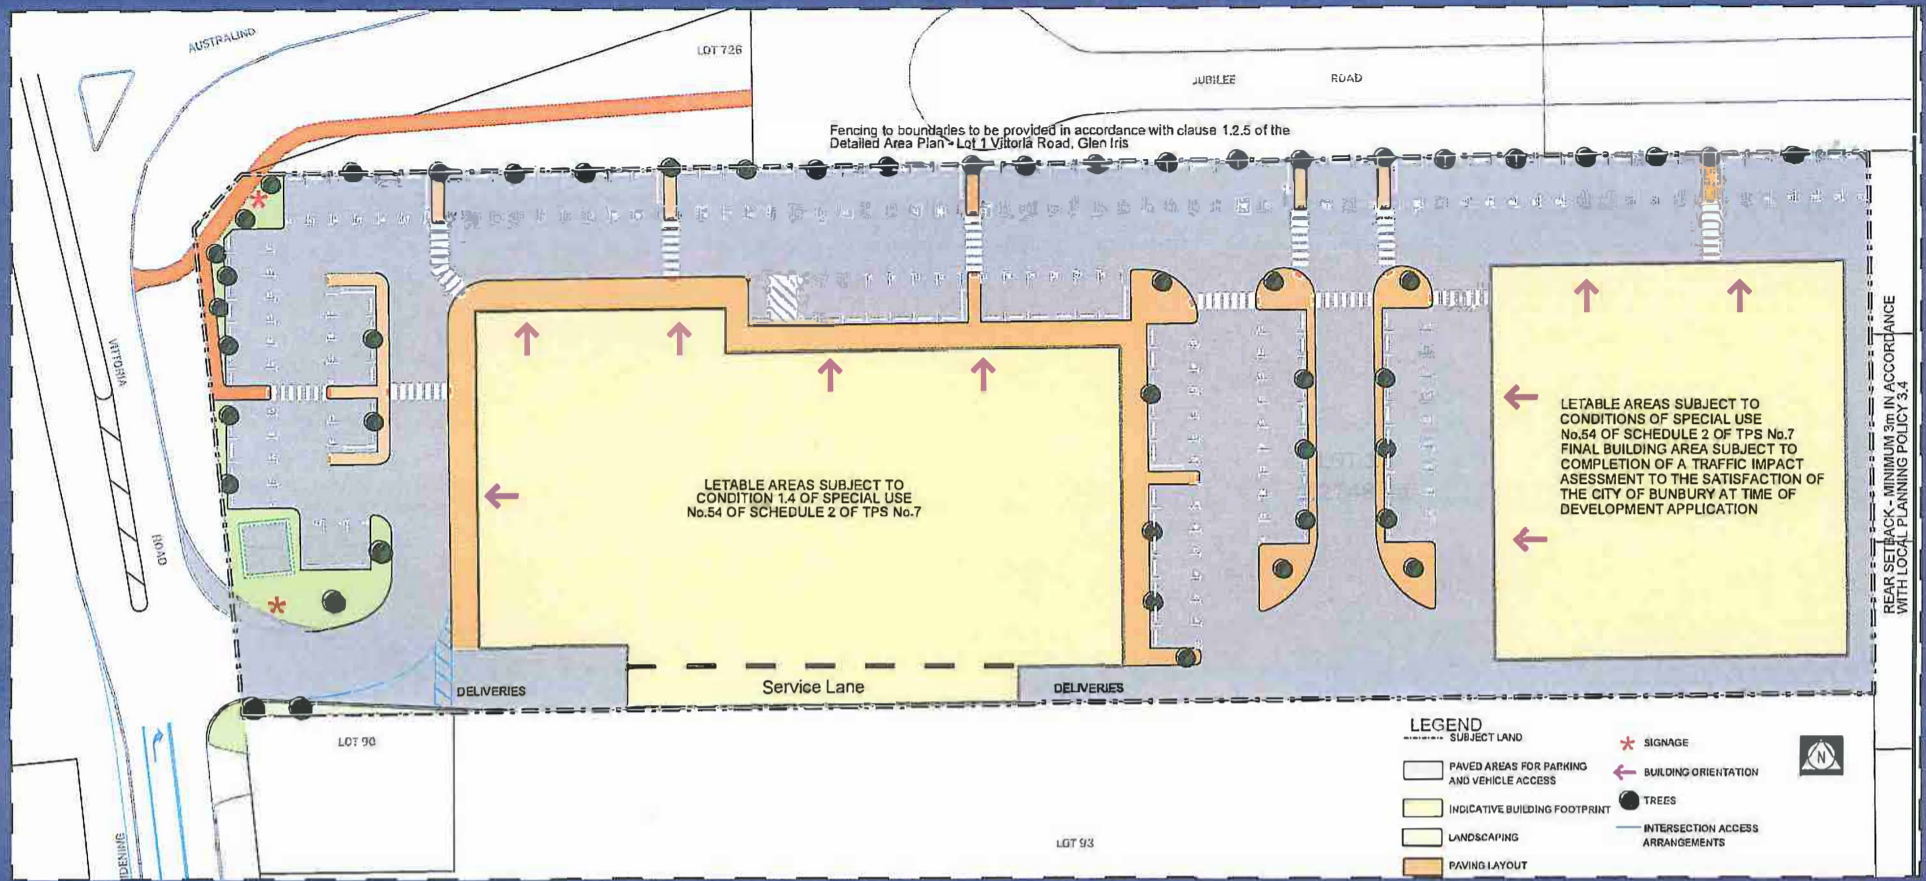 AUSTRALIND
LOT 726
JUBILEE ROAD
Fencing to boundaries to be provided in accordance with clause 1.2.5 of the
Detailed Area Plan - Lot 1 Vittoria Road, Glen Iris
VITTORIA
ROAD
LETABLE AREAS SUBJECT TO
CONDITION 1.4 OF SPECIAL USE
No.54 OF SCHEDULE 2 OF TPS No.7
LETABLE AREAS SUBJECT TO
CONDITIONS OF SPECIAL USE
No.54 OF SCHEDULE 2 OF TPS No.7
FINAL BUILDING AREA SUBJECT TO
COMPLETION OF A TRAFFIC IMPACT
ASESSMENT TO THE SATISFACTION OF
THE CITY OF BUNBURY AT TIME OF
DEVELOPMENT APPLICATION
REAR SETBACK - MINIMUM 3m IN ACCORDANCE
WITH LOCAL PLANNING POLICY 3.4
DELIVERIES
Service Lane
DELIVERIES
LOT 90
LOT 93
IDENING
LEGEND
SUBJECT LAND
PAVED AREAS FOR PARKING
AND VEHICLE ACCESS
INDICATIVE BUILDING FOOTPRINT
LANDSCAPING
PAVING LAYOUT
SIGNAGE
BUILDING ORIENTATION
TREES
INTERSECTION ACCESS
ARRANGEMENTS
N